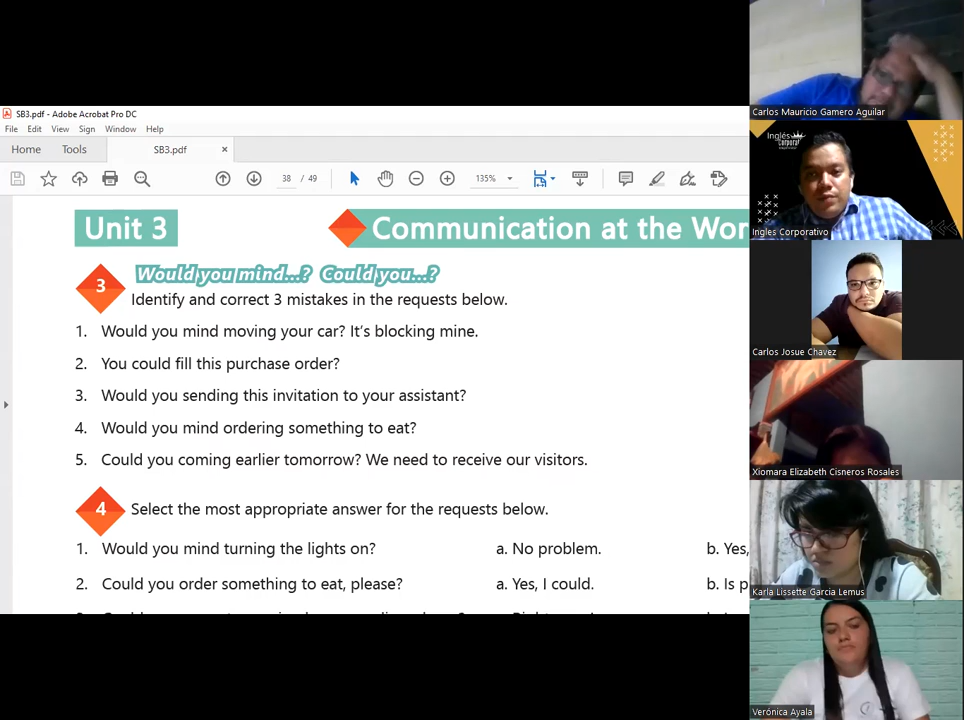 SB3.pdf - Adobe Acrobat Pro DC
File Edit View Sign Window Help
Home Tools SB3.pdf ×
38 / 49 135%
Unit 3 Communication at the Wor
3 Would you mind...? Could you...?
Identify and correct 3 mistakes in the requests below.
1. Would you mind moving your car? It's blocking mine.
2. You could fill this purchase order?
3. Would you sending this invitation to your assistant?
4. Would you mind ordering something to eat?
5. Could you coming earlier tomorrow? We need to receive our visitors.
4 Select the most appropriate answer for the requests below.
1. Would you mind turning the lights on? a. No problem. b. Yes,
2. Could you order something to eat, please? a. Yes, I could. b. Is p
Carlos Mauricio Gamero Aguilar
Inglés
Corporativo
Ingles Corporativo
Carlos Josue Chavez
Xiomara Elizabeth Cisneros Rosales
Karla Lissette Garcia Lemus
Verónica Ayala